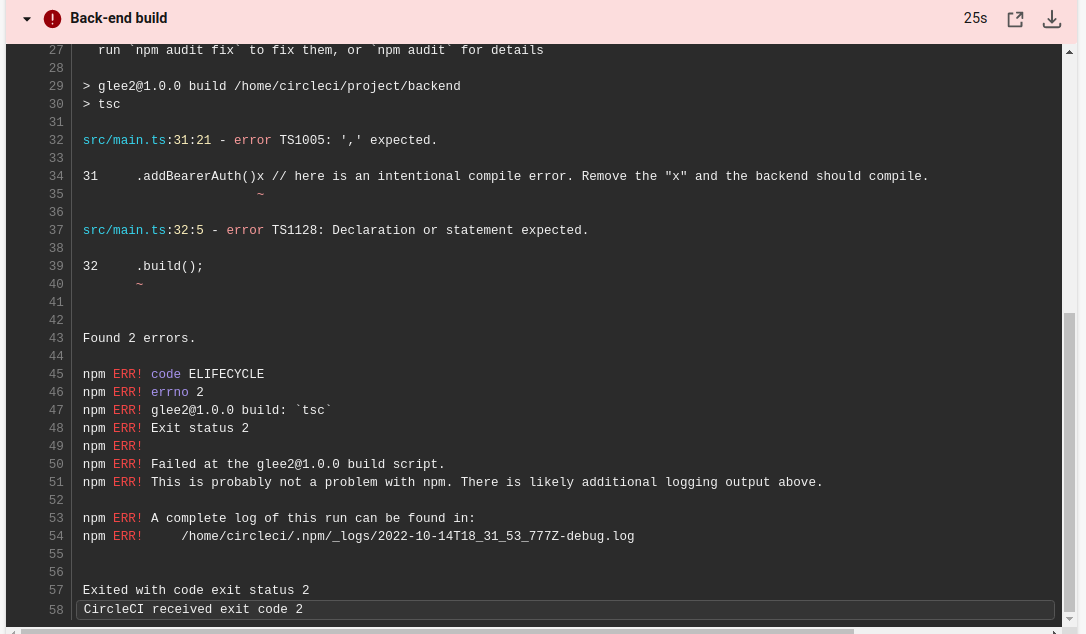 Back-end build 25s
27 run `npm audit fix` to fix them, or `npm audit` for details
28
29 > glee2@1.0.0 build /home/circleci/project/backend
30 > tsc
31
32 src/main.ts:31:21 - error TS1005: ',' expected.
33
34 31     .addBearerAuth()x // here is an intentional compile error. Remove the "x" and the backend should compile.
35 ~
36
37 src/main.ts:32:5 - error TS1128: Declaration or statement expected.
38
39 32     .build();
40 ~
41
42
43 Found 2 errors.
44
45 npm ERR! code ELIFECYCLE
46 npm ERR! errno 2
47 npm ERR! glee2@1.0.0 build: `tsc`
48 npm ERR! Exit status 2
49 npm ERR!
50 npm ERR! Failed at the glee2@1.0.0 build script.
51 npm ERR! This is probably not a problem with npm. There is likely additional logging output above.
52
53 npm ERR! A complete log of this run can be found in:
54 npm ERR!     /home/circleci/.npm/_logs/2022-10-14T18_31_53_777Z-debug.log
55
56
57 Exited with code exit status 2
58 CircleCI received exit code 2